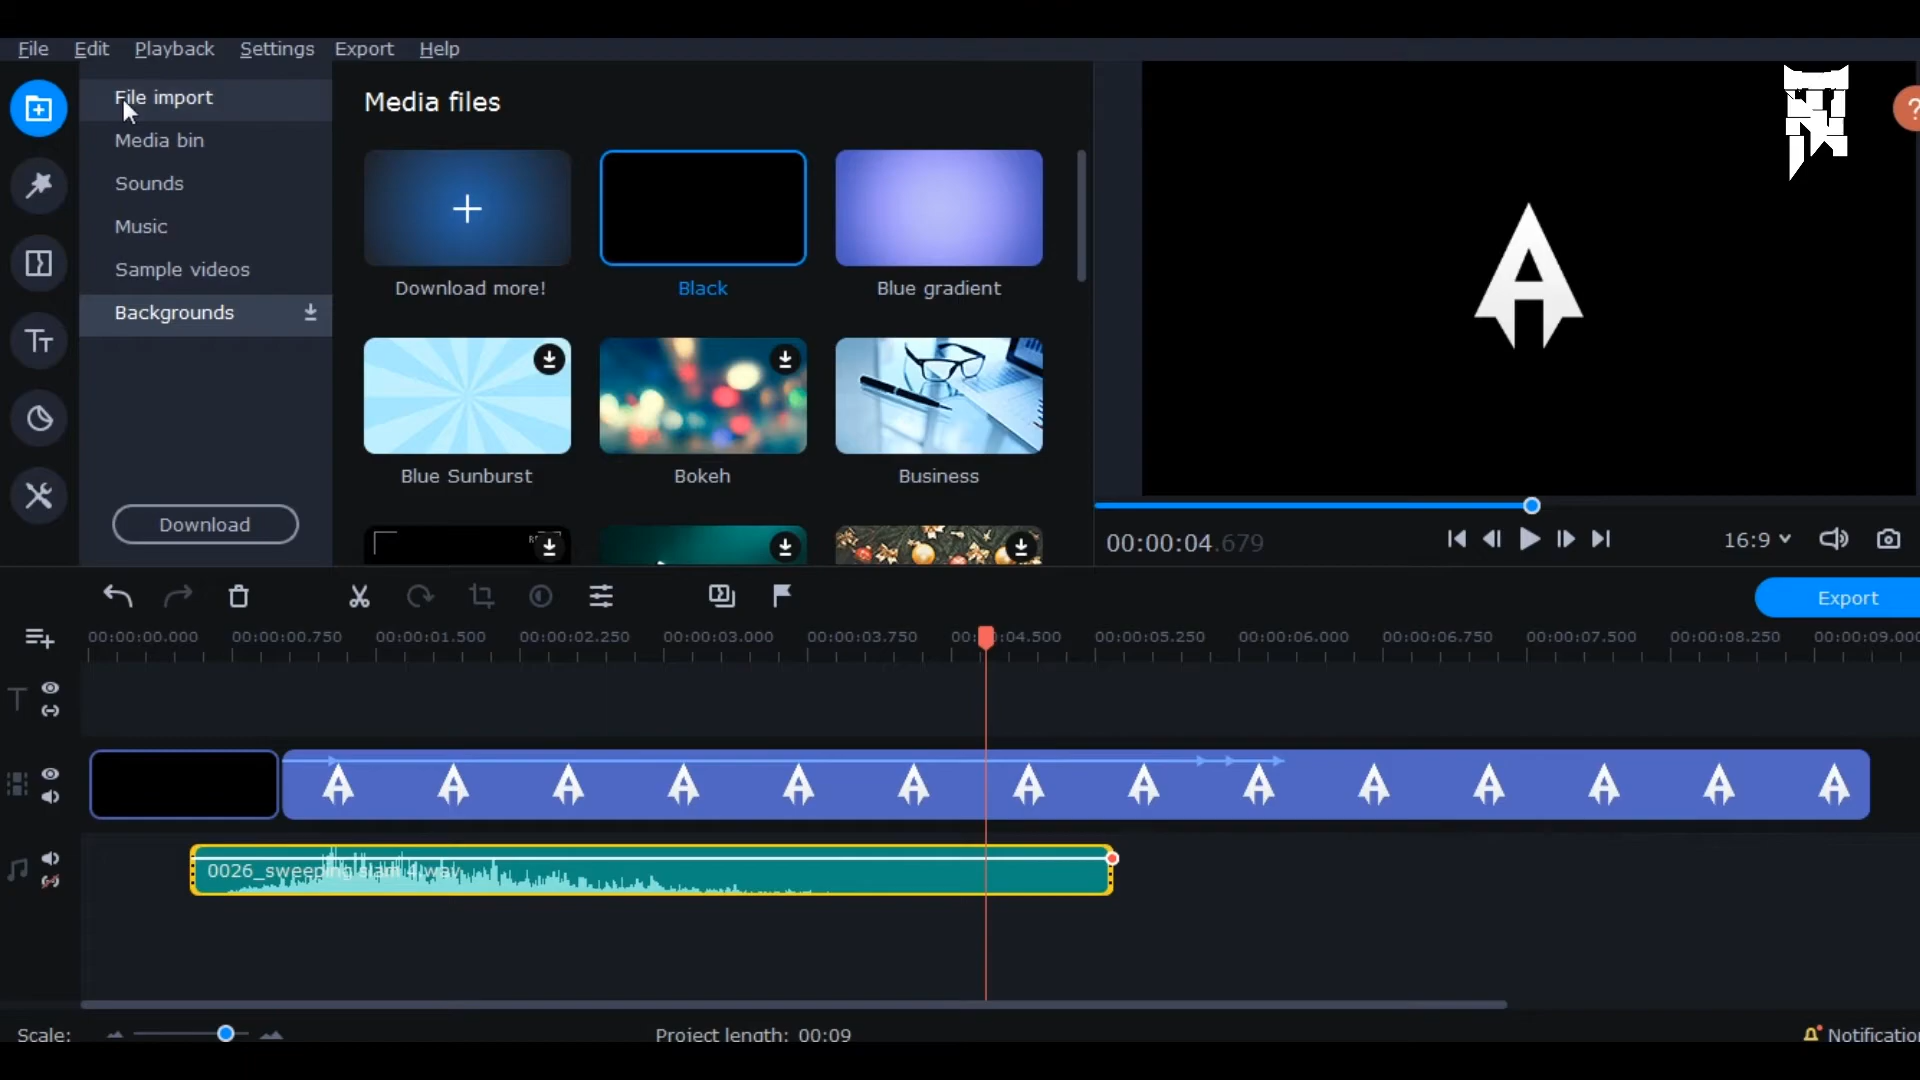 File Edit Playback Settings Export Help
File import
Media bin
Sounds
Music
Sample videos
Backgrounds
Download
Media files
Download more!
Black
Blue gradient
Blue Sunburst
Bokeh
Business
A
00:00:04.679
16:9
Export
00:00:00.000 00:00:00.750 00:00:01.500 00:00:02.250 00:00:03.000 00:00:03.750 00:00:04.500 00:00:05.250 00:00:06.000 00:00:06.750 00:00:07.500 00:00:08.250 00:00:09.000
A A A A A A A A A A A A A A
0026_sweeping slam 4.wav
Scale:
Project length: 00:09
Notification